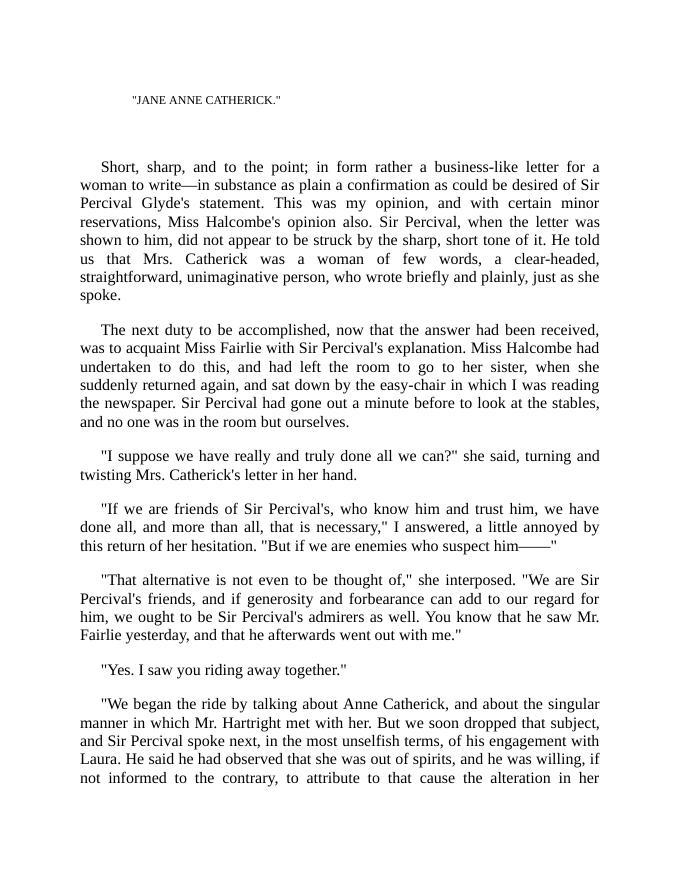 "JANE ANNE CATHERICK."
Short, sharp, and to the point; in form rather a business-like letter for a
woman to write—in substance as plain a confirmation as could be desired of Sir
Percival Glyde's statement. This was my opinion, and with certain minor
reservations, Miss Halcombe's opinion also. Sir Percival, when the letter was
shown to him, did not appear to be struck by the sharp, short tone of it. He told
us that Mrs. Catherick was a woman of few words, a clear-headed,
straightforward, unimaginative person, who wrote briefly and plainly, just as she
spoke.
The next duty to be accomplished, now that the answer had been received,
was to acquaint Miss Fairlie with Sir Percival's explanation. Miss Halcombe had
undertaken to do this, and had left the room to go to her sister, when she
suddenly returned again, and sat down by the easy-chair in which I was reading
the newspaper. Sir Percival had gone out a minute before to look at the stables,
and no one was in the room but ourselves.
"I suppose we have really and truly done all we can?" she said, turning and
twisting Mrs. Catherick's letter in her hand.
"If we are friends of Sir Percival's, who know him and trust him, we have
done all, and more than all, that is necessary," I answered, a little annoyed by
this return of her hesitation. "But if we are enemies who suspect him——"
"That alternative is not even to be thought of," she interposed. "We are Sir
Percival's friends, and if generosity and forbearance can add to our regard for
him, we ought to be Sir Percival's admirers as well. You know that he saw Mr.
Fairlie yesterday, and that he afterwards went out with me."
"Yes. I saw you riding away together."
"We began the ride by talking about Anne Catherick, and about the singular
manner in which Mr. Hartright met with her. But we soon dropped that subject,
and Sir Percival spoke next, in the most unselfish terms, of his engagement with
Laura. He said he had observed that she was out of spirits, and he was willing, if
not informed to the contrary, to attribute to that cause the alteration in her